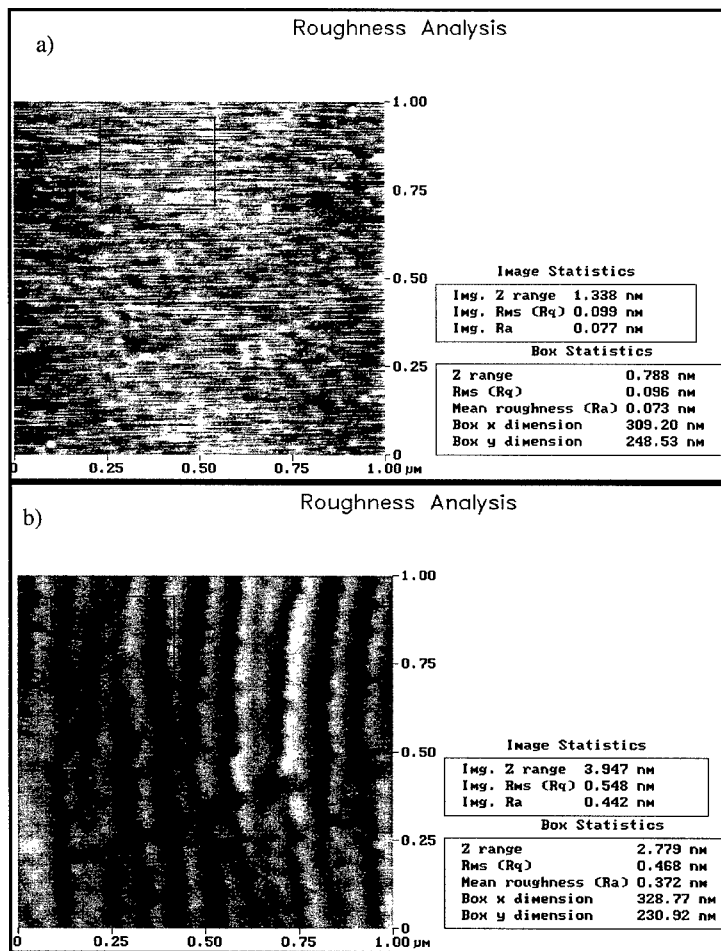 Roughness Analysis
a)
1.00
0.75
0.50
0.25
0
0 0.25 0.50 0.75 1.00 µm
Image Statistics
Img. Z range 1.338 nm
Img. Rms (Rq) 0.099 nm
Img. Ra 0.077 nm
Box Statistics
Z range 0.788 nm
Rms (Rq) 0.096 nm
Mean roughness (Ra) 0.073 nm
Box x dimension 309.20 nm
Box y dimension 248.53 nm
Roughness Analysis
b)
1.00
0.75
0.50
0.25
0
0 0.25 0.50 0.75 1.00 µm
Image Statistics
Img. Z range 3.947 nm
Img. Rms (Rq) 0.548 nm
Img. Ra 0.442 nm
Box Statistics
Z range 2.779 nm
Rms (Rq) 0.468 nm
Mean roughness (Ra) 0.372 nm
Box x dimension 328.77 nm
Box y dimension 230.92 nm